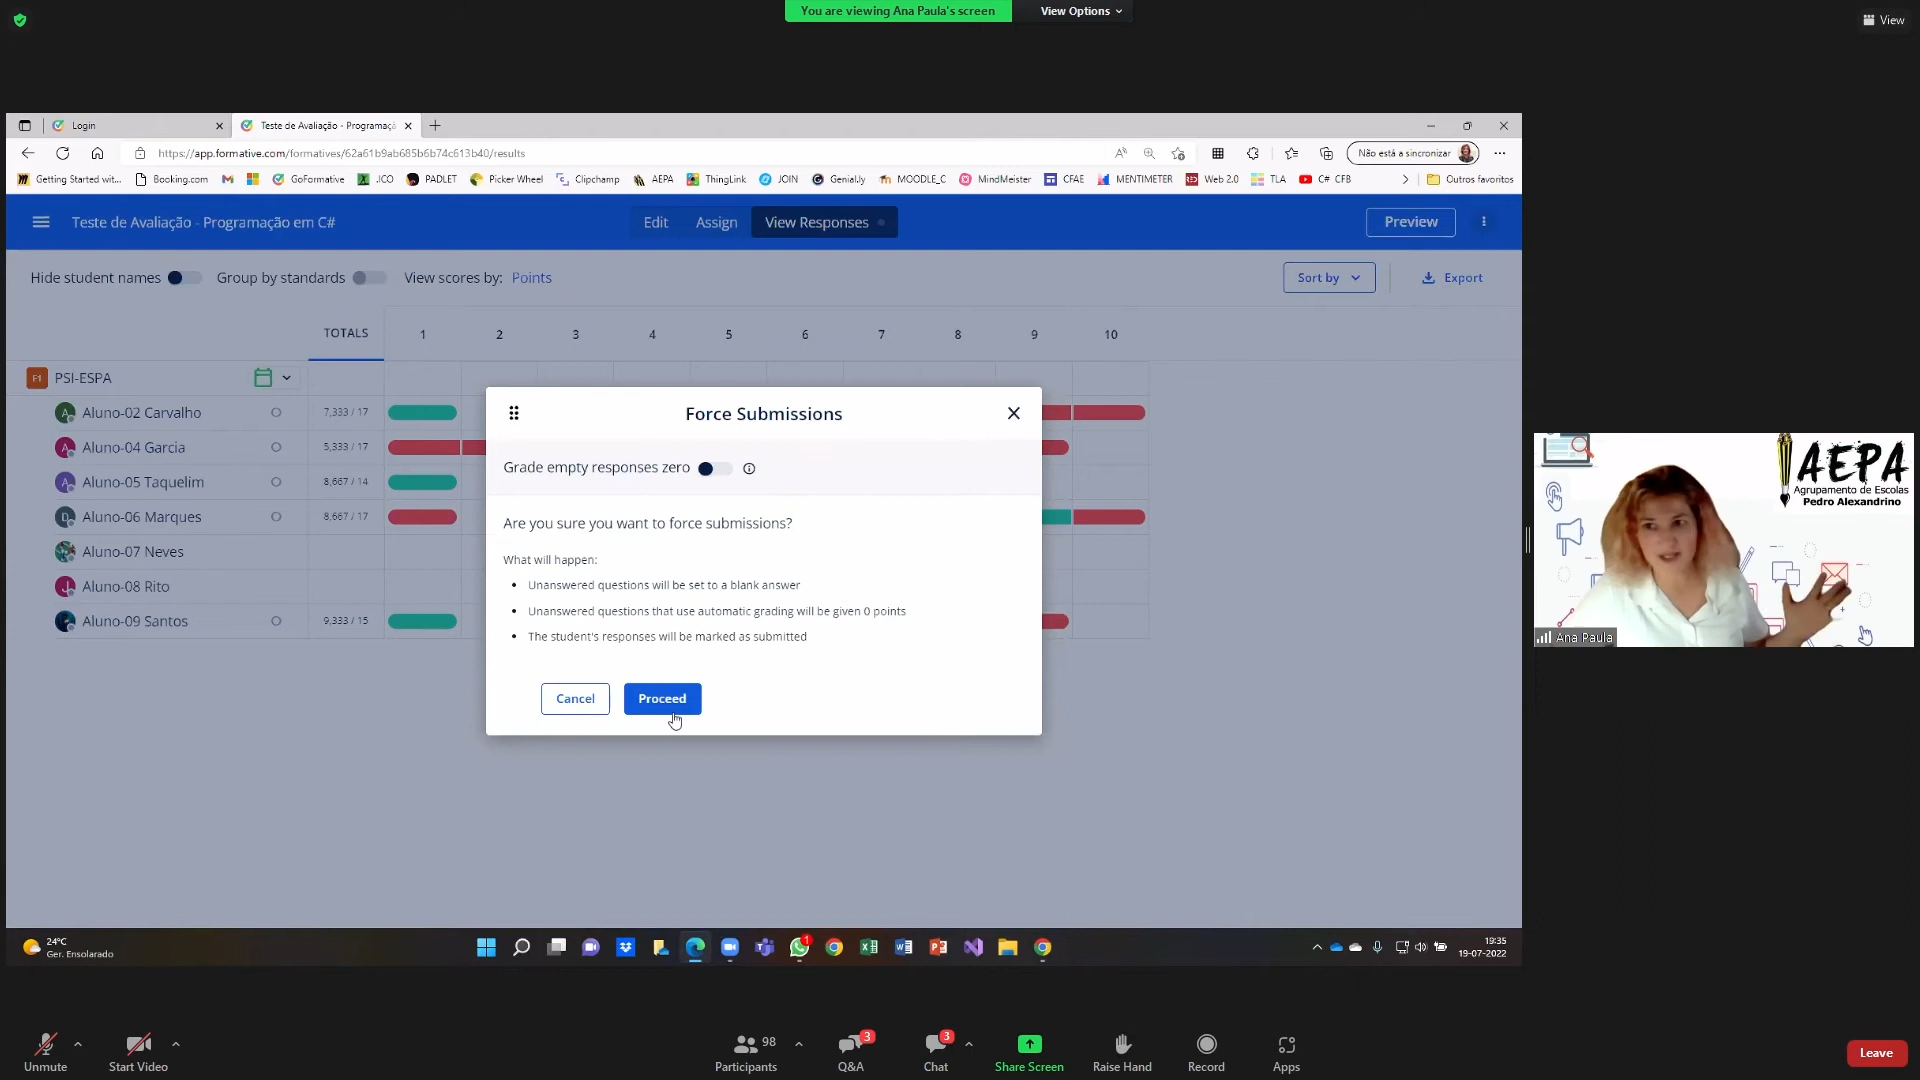 You are viewing Ana Paula's screen
View Options
View
Login
Teste de Avaliação - Programaç
https://app.formative.com/formatives/62a61b9ab685b6b74c613b40/results
Não está a sincronizar
Getting Started wit...
Booking.com
GoFormative
.ICO
PADLET
Picker Wheel
Clipchamp
AEPA
ThingLink
JOIN
Genial.ly
MOODLE_C
MindMeister
CFAE
MENTIMETER
Web 2.0
TLA
C# CFB
Outros favoritos
Teste de Avaliação - Programação em C#
Edit
Assign
View Responses
Preview
Hide student names
Group by standards
View scores by: Points
Sort by
Export
TOTALS 1 2 3 4 5 6 7 8 9 10
F1 PSI-ESPA
Aluno-02 Carvalho 7,333 / 17
Aluno-04 Garcia 5,333 / 17
Aluno-05 Taquelim 8,667 / 14
Aluno-06 Marques 8,667 / 17
Aluno-07 Neves
Aluno-08 Rito
Aluno-09 Santos 9,333 / 15
Force Submissions
Grade empty responses zero
Are you sure you want to force submissions?
What will happen:
Unanswered questions will be set to a blank answer
Unanswered questions that use automatic grading will be given 0 points
The student's responses will be marked as submitted
Cancel
Proceed
AEPA
Agrupamento de Escolas
Pedro Alexandrino
Ana Paula
24°C
Ger. Ensolarado
1
19:35
19-07-2022
Unmute
Start Video
98
Participants
3
Q&A
3
Chat
Share Screen
Raise Hand
Record
Apps
Leave